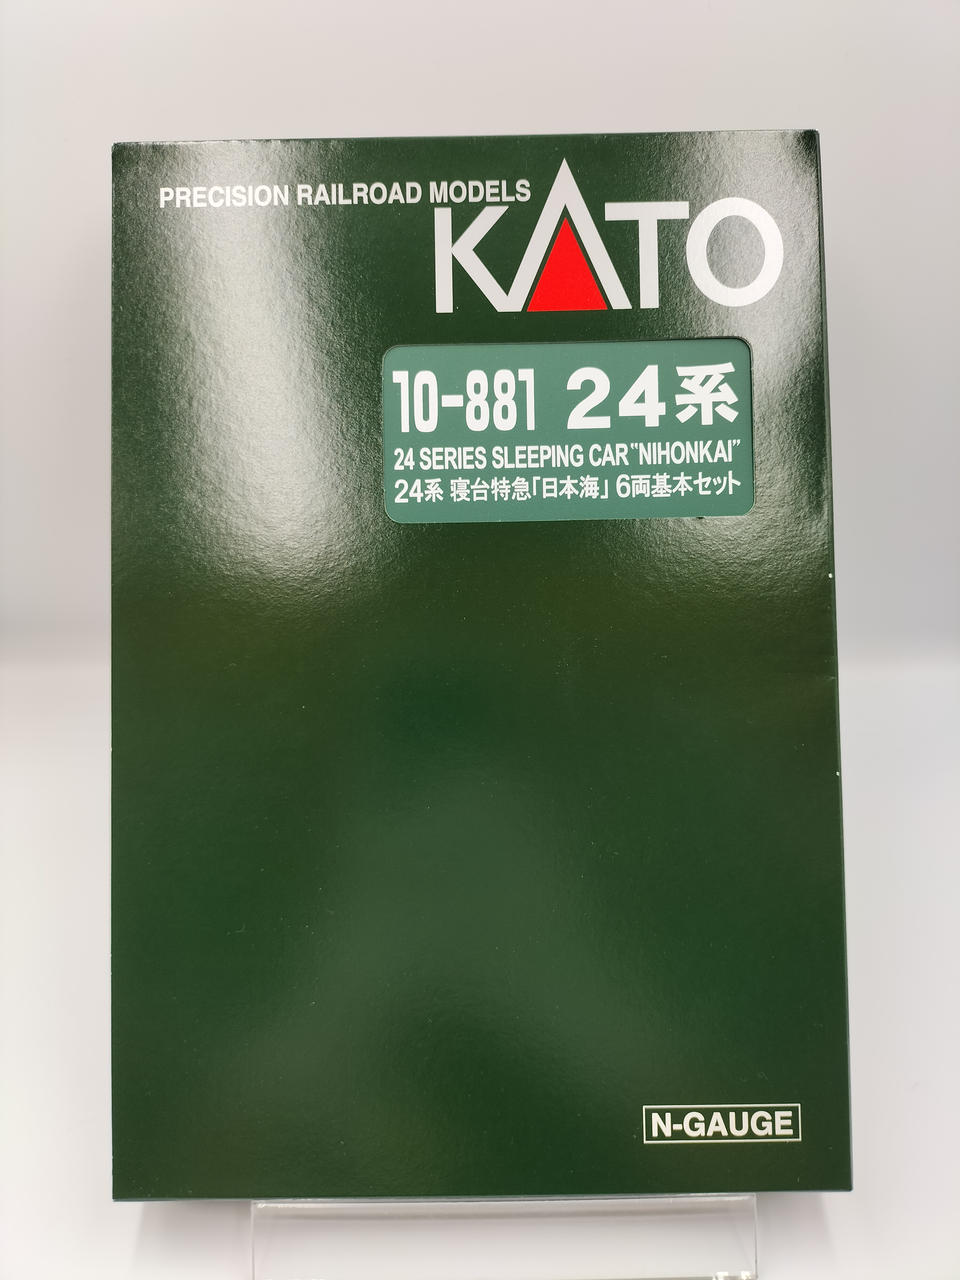 PRECISION RAILROAD MODELS
KATO
10-881 24系
24 SERIES SLEEPING CAR "NIHONKAI"
24系 寝台特急「日本海」 6両基本セット
N-GAUGE